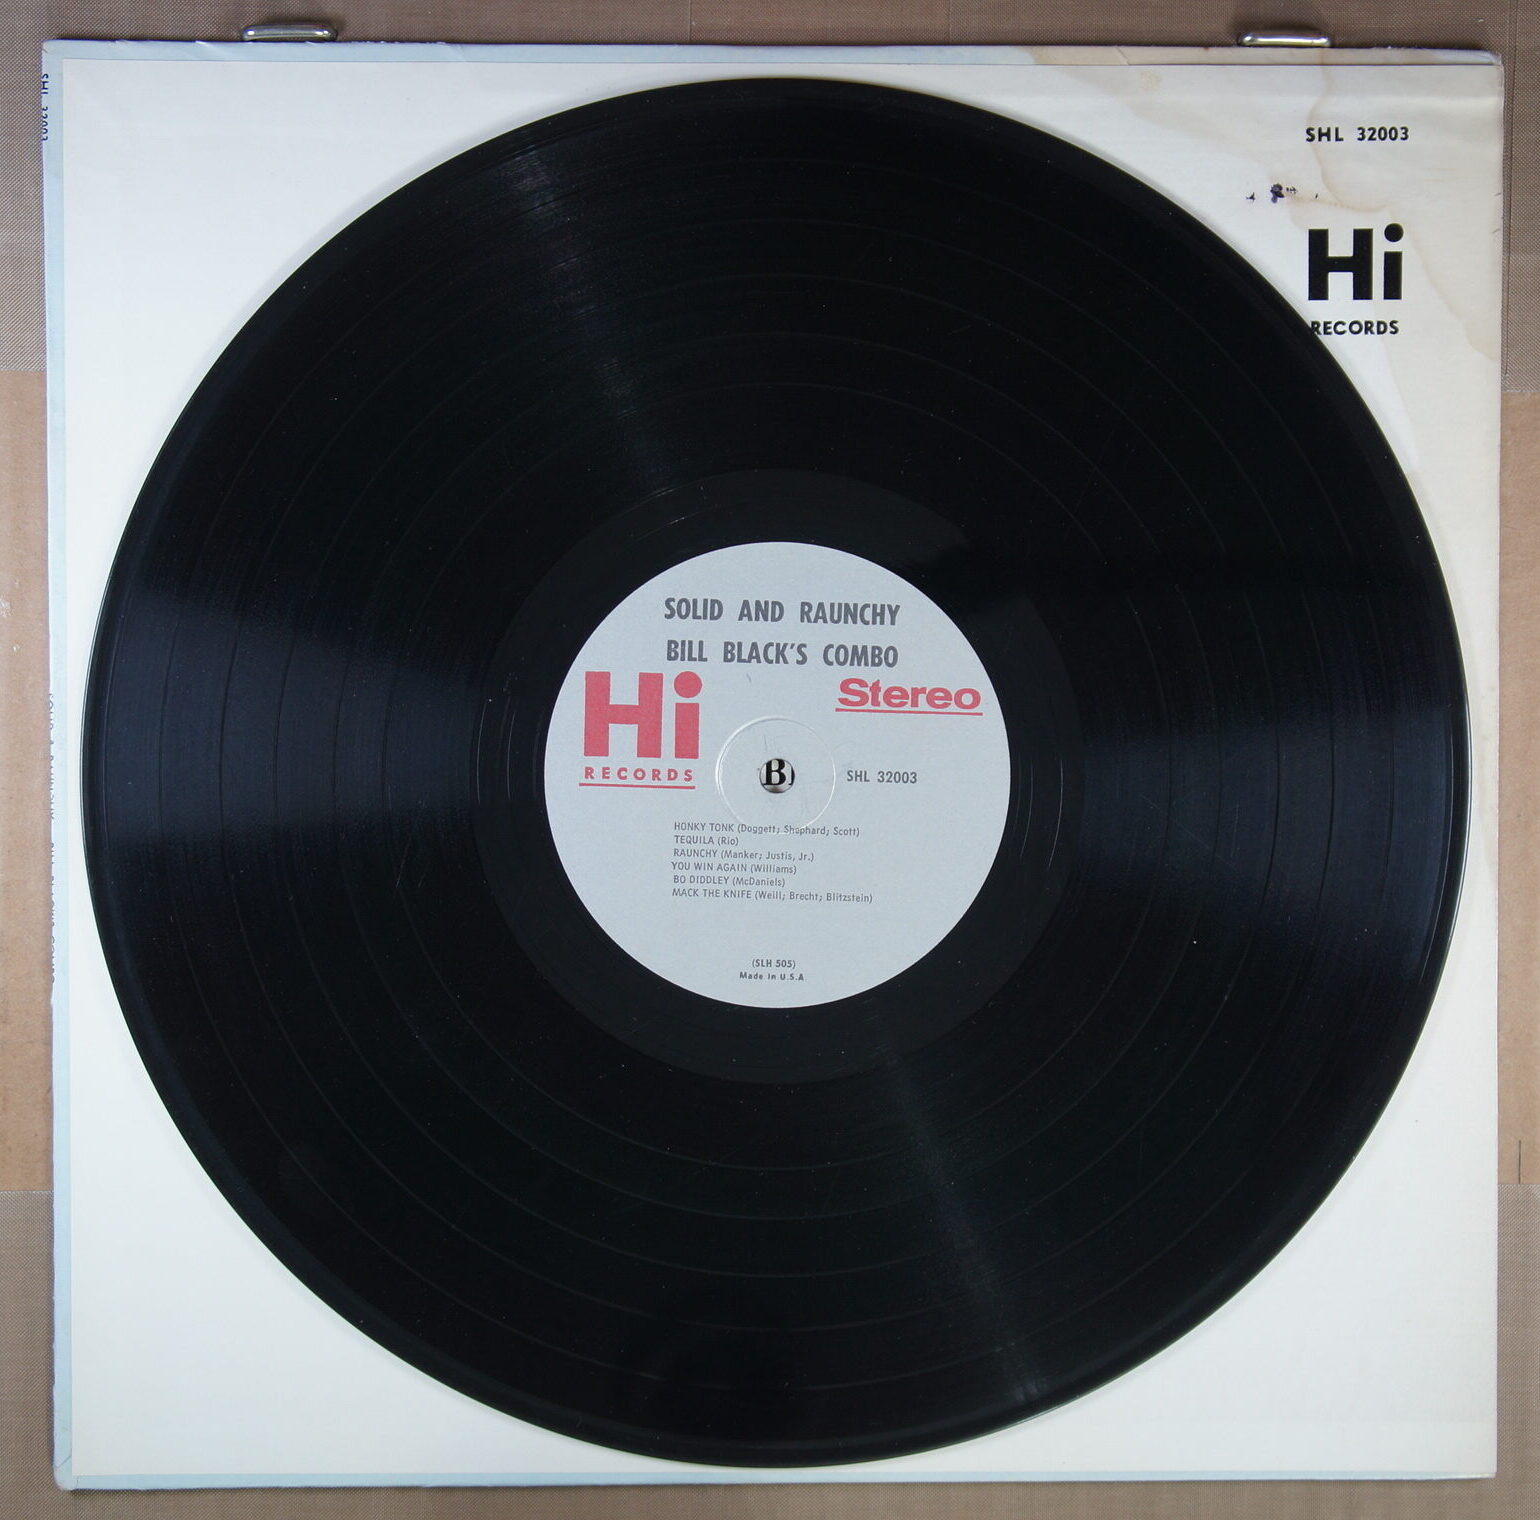 SHL 32003
SHL 32003
Hi
RECORDS
SOLID AND RAUNCHY
BILL BLACK'S COMBO
Hi
RECORDS
Stereo
B
SHL 32003
HONKY TONK (Doggett; Shephard; Scott)
TEQUILA (Rio)
RAUNCHY (Manker; Justis, Jr.)
YOU WIN AGAIN (Williams)
BO DIDDLEY (McDaniels)
MACK THE KNIFE (Weill; Brecht; Blitzstein)
(SLH 505)
Made in U.S.A